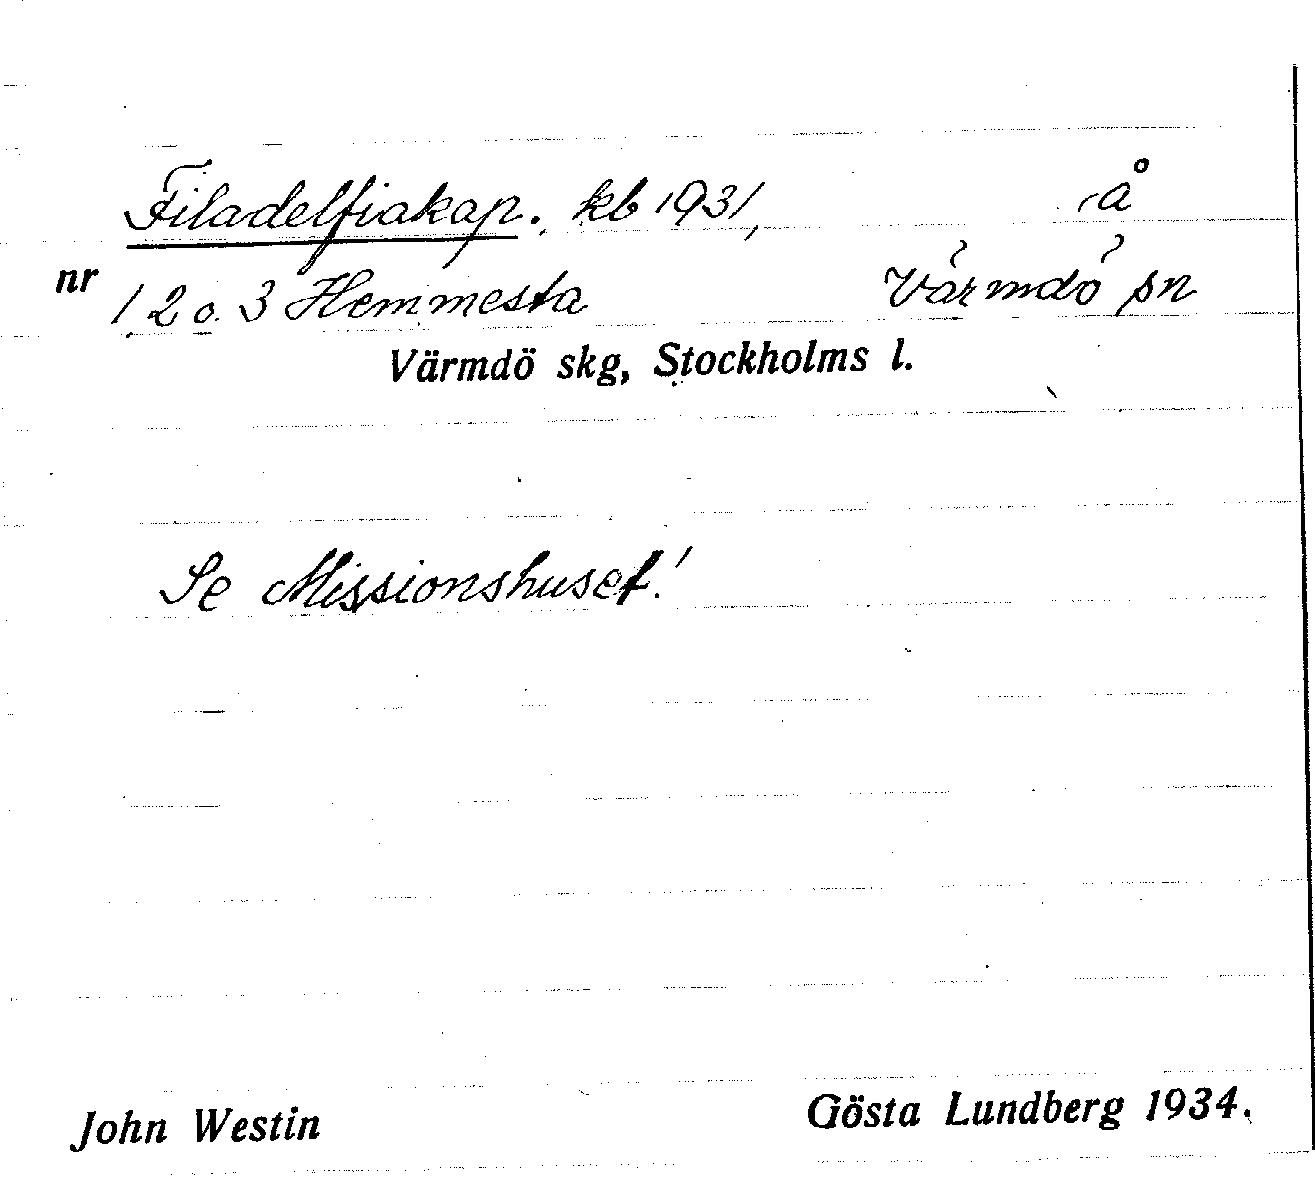 Filadelfiakap., kb 1931, å
nr 1 2 o. 3 Hemmesta Värmdö sn
Värmdö skg, Stockholms l.
Se Missionshuset!
John Westin Gösta Lundberg 1934.